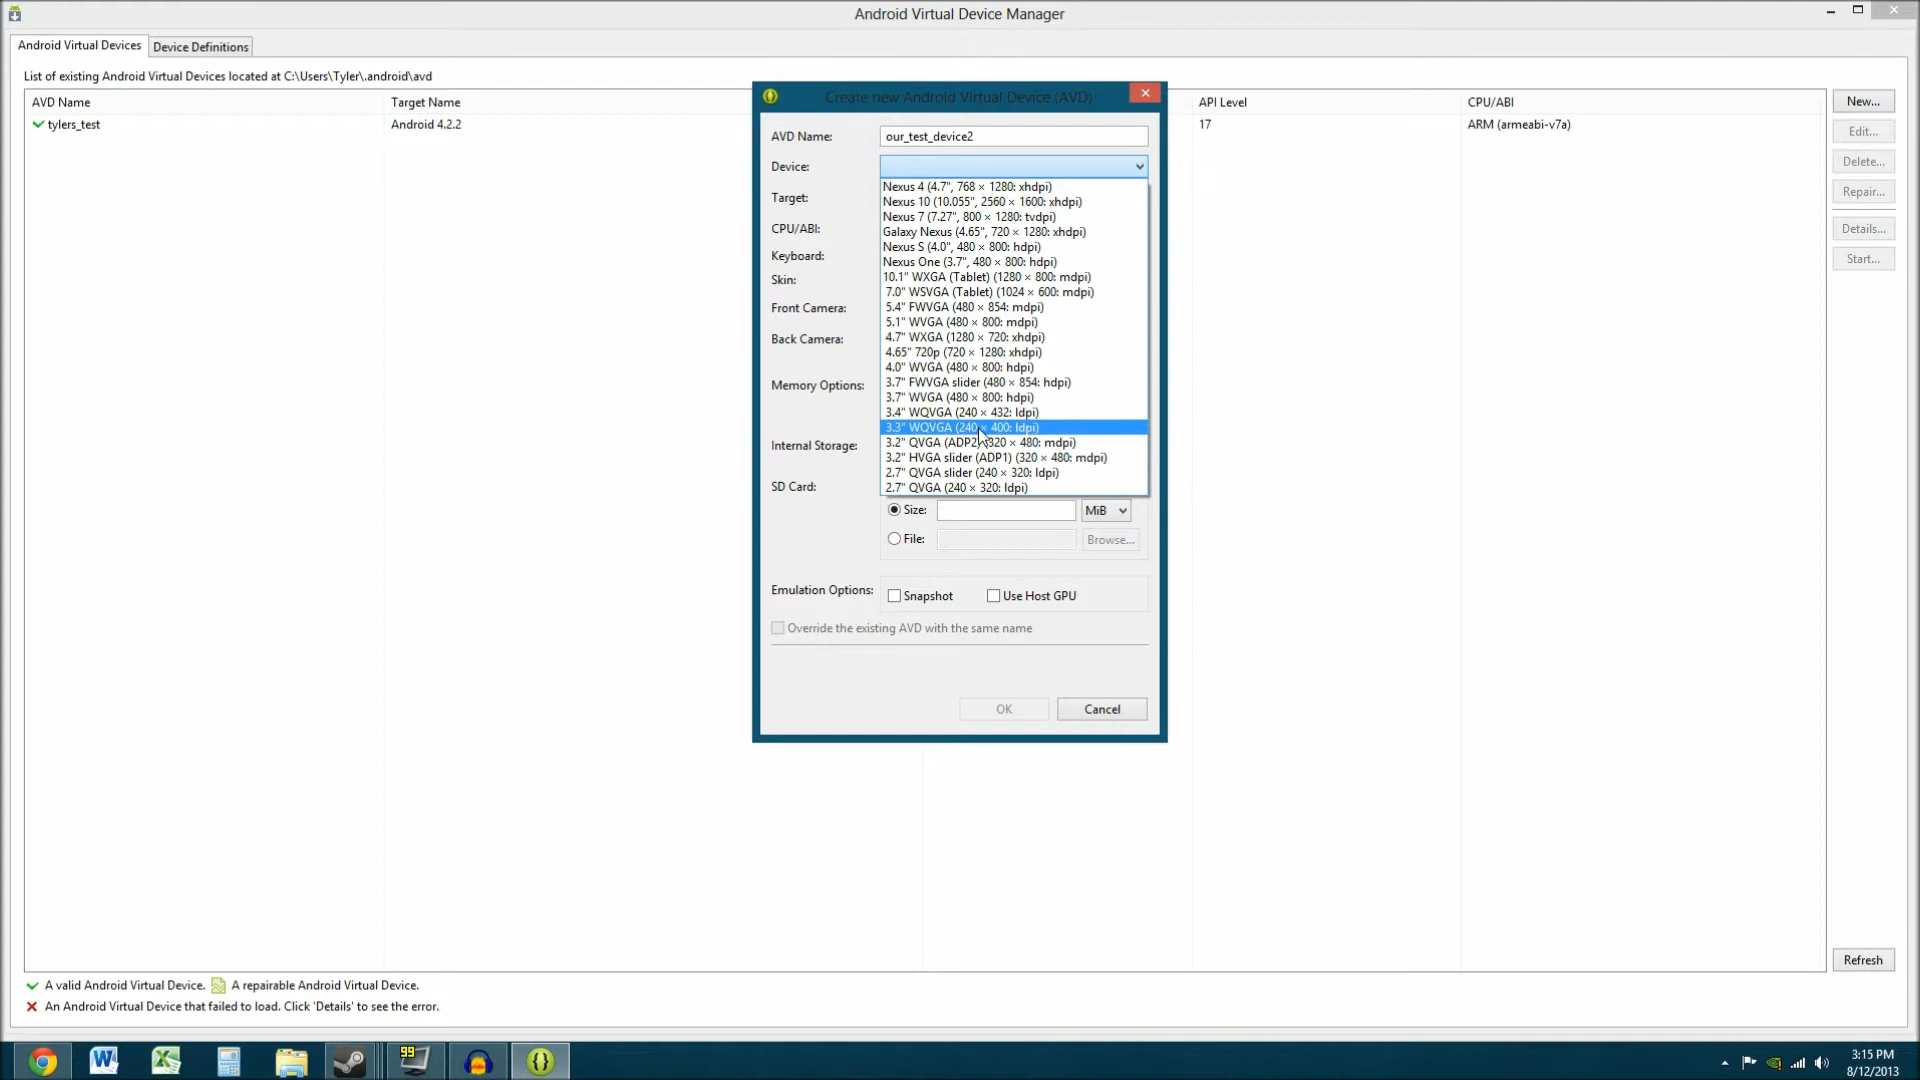 Android Virtual Device Manager
Android Virtual Devices
Device Definitions
List of existing Android Virtual Devices located at C:\Users\Tyler\.android\avd
AVD Name
Target Name
API Level
CPU/ABI
tylers_test
Android 4.2.2
17
ARM (armeabi-v7a)
New...
Edit...
Delete...
Repair...
Details...
Start...
Refresh
Create new Android Virtual Device (AVD)
AVD Name:
our_test_device2
Device:
Target:
CPU/ABI:
Keyboard:
Skin:
Front Camera:
Back Camera:
Memory Options:
Internal Storage:
SD Card:
Nexus 4 (4.7", 768 × 1280: xhdpi)
Nexus 10 (10.055", 2560 × 1600: xhdpi)
Nexus 7 (7.27", 800 × 1280: tvdpi)
Galaxy Nexus (4.65", 720 × 1280: xhdpi)
Nexus S (4.0", 480 × 800: hdpi)
Nexus One (3.7", 480 × 800: hdpi)
10.1" WXGA (Tablet) (1280 × 800: mdpi)
7.0" WSVGA (Tablet) (1024 × 600: mdpi)
5.4" FWVGA (480 × 854: mdpi)
5.1" WVGA (480 × 800: mdpi)
4.7" WXGA (1280 × 720: xhdpi)
4.65" 720p (720 × 1280: xhdpi)
4.0" WVGA (480 × 800: hdpi)
3.7" FWVGA slider (480 × 854: hdpi)
3.7" WVGA (480 × 800: hdpi)
3.4" WQVGA (240 × 432: ldpi)
3.3" WQVGA (240 × 400: ldpi)
3.2" QVGA (ADP2) (320 × 480: mdpi)
3.2" HVGA slider (ADP1) (320 × 480: mdpi)
2.7" QVGA slider (240 × 320: ldpi)
2.7" QVGA (240 × 320: ldpi)
Size:
MiB
File:
Browse...
Emulation Options:
Snapshot
Use Host GPU
Override the existing AVD with the same name
OK
Cancel
A valid Android Virtual Device.
A repairable Android Virtual Device.
An Android Virtual Device that failed to load. Click 'Details' to see the error.
99
3:15 PM
8/12/2013